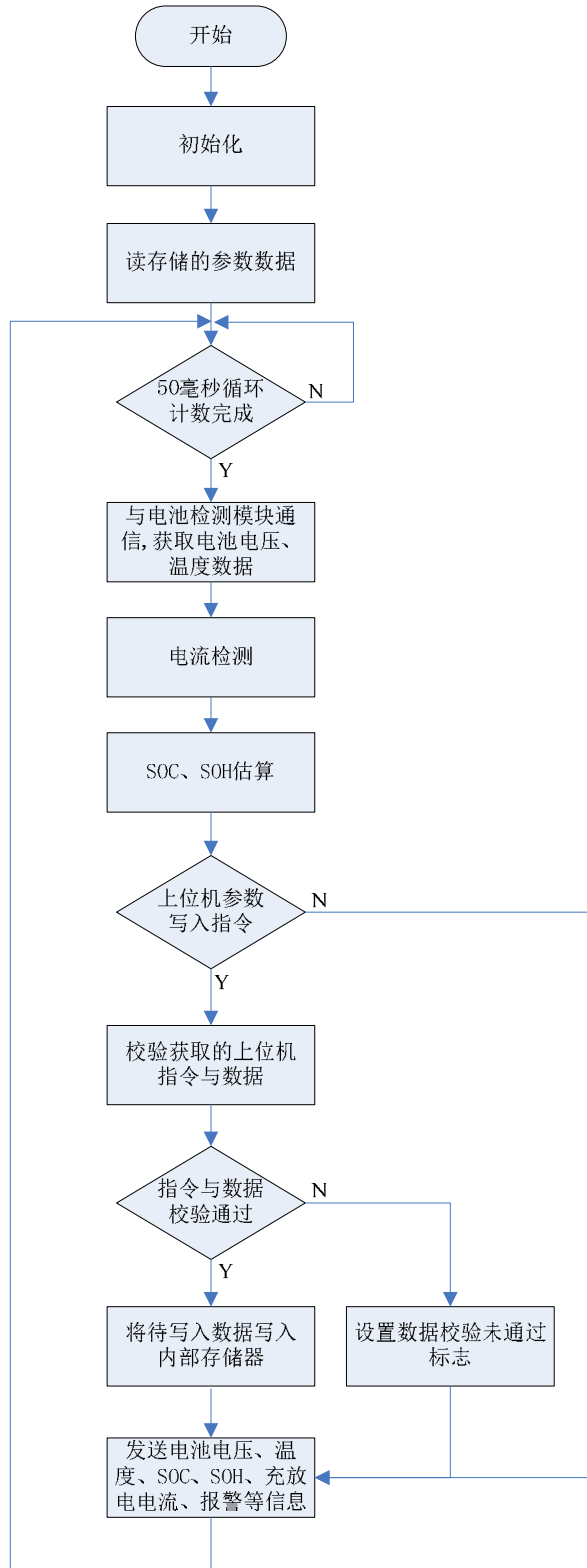 开始
初始化
读存储的参数数据
50毫秒循环
计数完成
N
Y
与电池检测模块通
信,获取电池电压、
温度数据
电流检测
SOC、SOH估算
上位机参数
写入指令
N
Y
校验获取的上位机
指令与数据
指令与数据
校验通过
N
Y
将待写入数据写入
内部存储器
设置数据校验未通过
标志
发送电池电压、温
度、SOC、SOH、充放
电电流、报警等信息